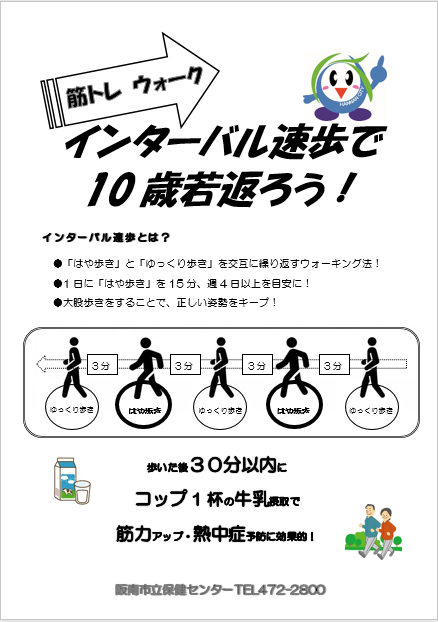 筋トレ ウォーク
HANNAN CITY
インターバル速歩で
10歳若返ろう！
インターバル速歩とは？
●「はや歩き」と「ゆっくり歩き」を交互に繰り返すウォーキング法！
●1日に「はや歩き」を15分、週4日以上を目安に！
●大股歩きをすることで、正しい姿勢をキープ！
3分 3分 3分 3分
ゆっくり歩き はや歩き ゆっくり歩き はや歩き ゆっくり歩き
歩いた後３０分以内に
コップ１杯の牛乳摂取で
筋力アップ・熱中症予防に効果的！
阪南市立保健センターTEL472-2800